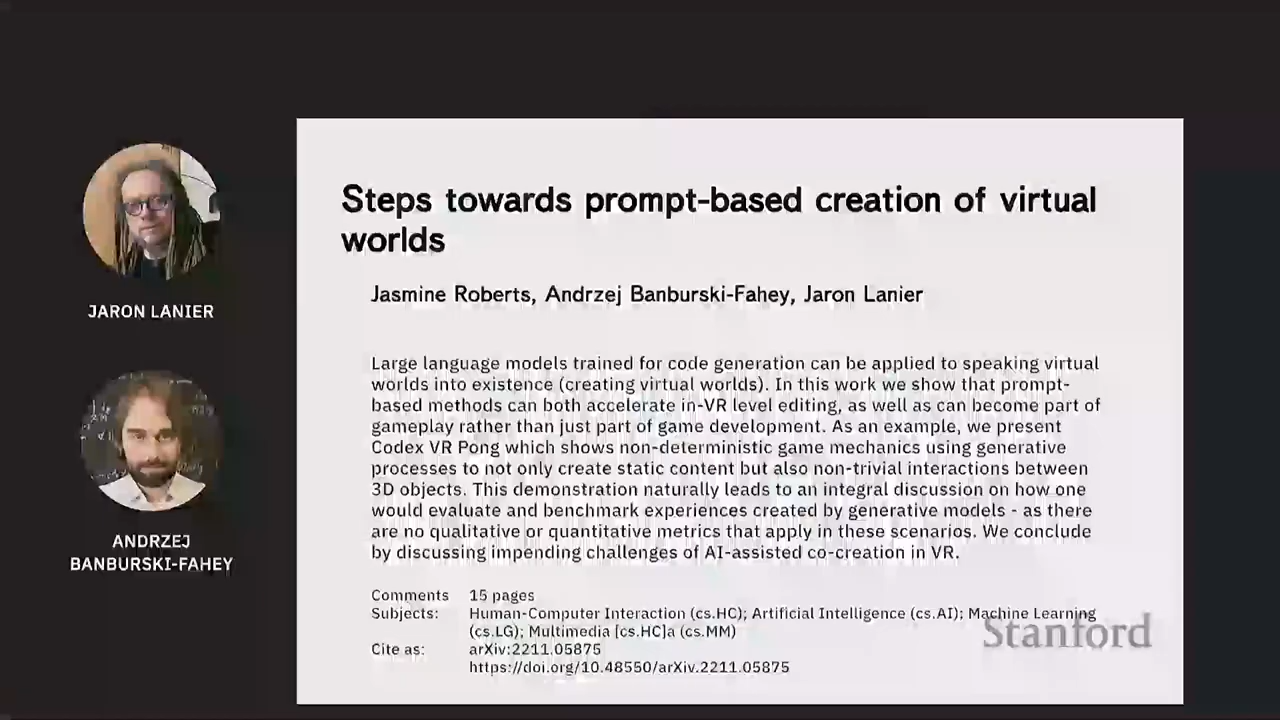 JARON LANIER
ANDRZEJ
BANBURSKI-FAHEY
Steps towards prompt-based creation of virtual
worlds
Jasmine Roberts, Andrzej Banburski-Fahey, Jaron Lanier
Large language models trained for code generation can be applied to speaking virtual
worlds into existence (creating virtual worlds). In this work we show that prompt-
based methods can both accelerate in-VR level editing, as well as can become part of
gameplay rather than just part of game development. As an example, we present
Codex VR Pong which shows non-deterministic game mechanics using generative
processes to not only create static content but also non-trivial interactions between
3D objects. This demonstration naturally leads to an integral discussion on how one
would evaluate and benchmark experiences created by generative models - as there
are no qualitative or quantitative metrics that apply in these scenarios. We conclude
by discussing impending challenges of AI-assisted co-creation in VR.
Comments 15 pages
Subjects: Human-Computer Interaction (cs.HC); Artificial Intelligence (cs.AI); Machine Learning
(cs.LG); Multimedia [cs.HC]a (cs.MM)
Cite as: arXiv:2211.05875
https://doi.org/10.48550/arXiv.2211.05875
Stanford